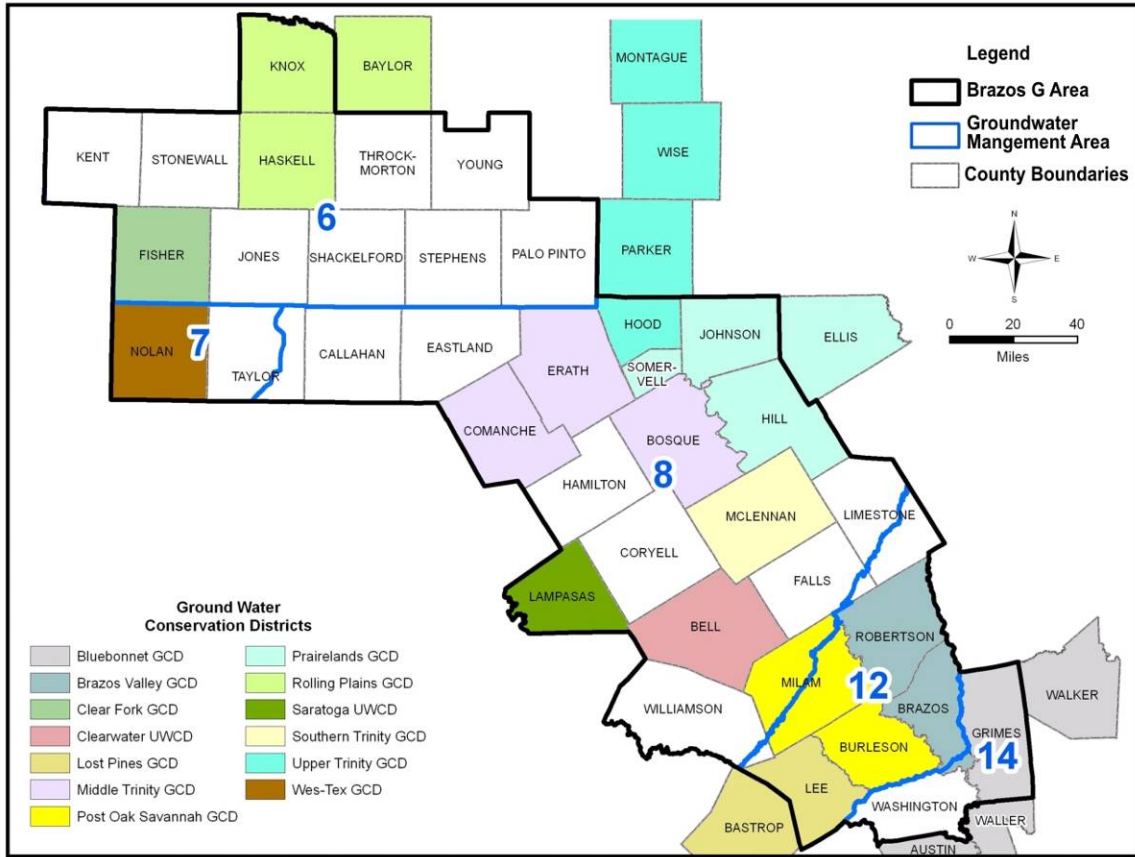 KNOX
BAYLOR
MONTAGUE
Legend
Brazos G Area
Groundwater
Mangement Area
County Boundaries
KENT
STONEWALL
HASKELL
THROCK-
MORTON
YOUNG
WISE
6
N
W
E
S
FISHER
JONES
SHACKELFORD
STEPHENS
PALO PINTO
PARKER
0
20
40
Miles
NOLAN
7
TAYLOR
CALLAHAN
EASTLAND
ERATH
HOOD
JOHNSON
ELLIS
SOMER-
VELL
COMANCHE
BOSQUE
HILL
8
HAMILTON
MCLENNAN
LIMESTONE
CORYELL
FALLS
LAMPASAS
BELL
ROBERTSON
MILAM
12
BRAZOS
WALKER
WILLIAMSON
GRIMES
14
BURLESON
LEE
WASHINGTON
WALLER
BASTROP
AUSTIN
Ground Water
Conservation Districts
Bluebonnet GCD
Brazos Valley GCD
Clear Fork GCD
Clearwater UWCD
Lost Pines GCD
Middle Trinity GCD
Post Oak Savannah GCD
Prairelands GCD
Rolling Plains GCD
Saratoga UWCD
Southern Trinity GCD
Upper Trinity GCD
Wes-Tex GCD